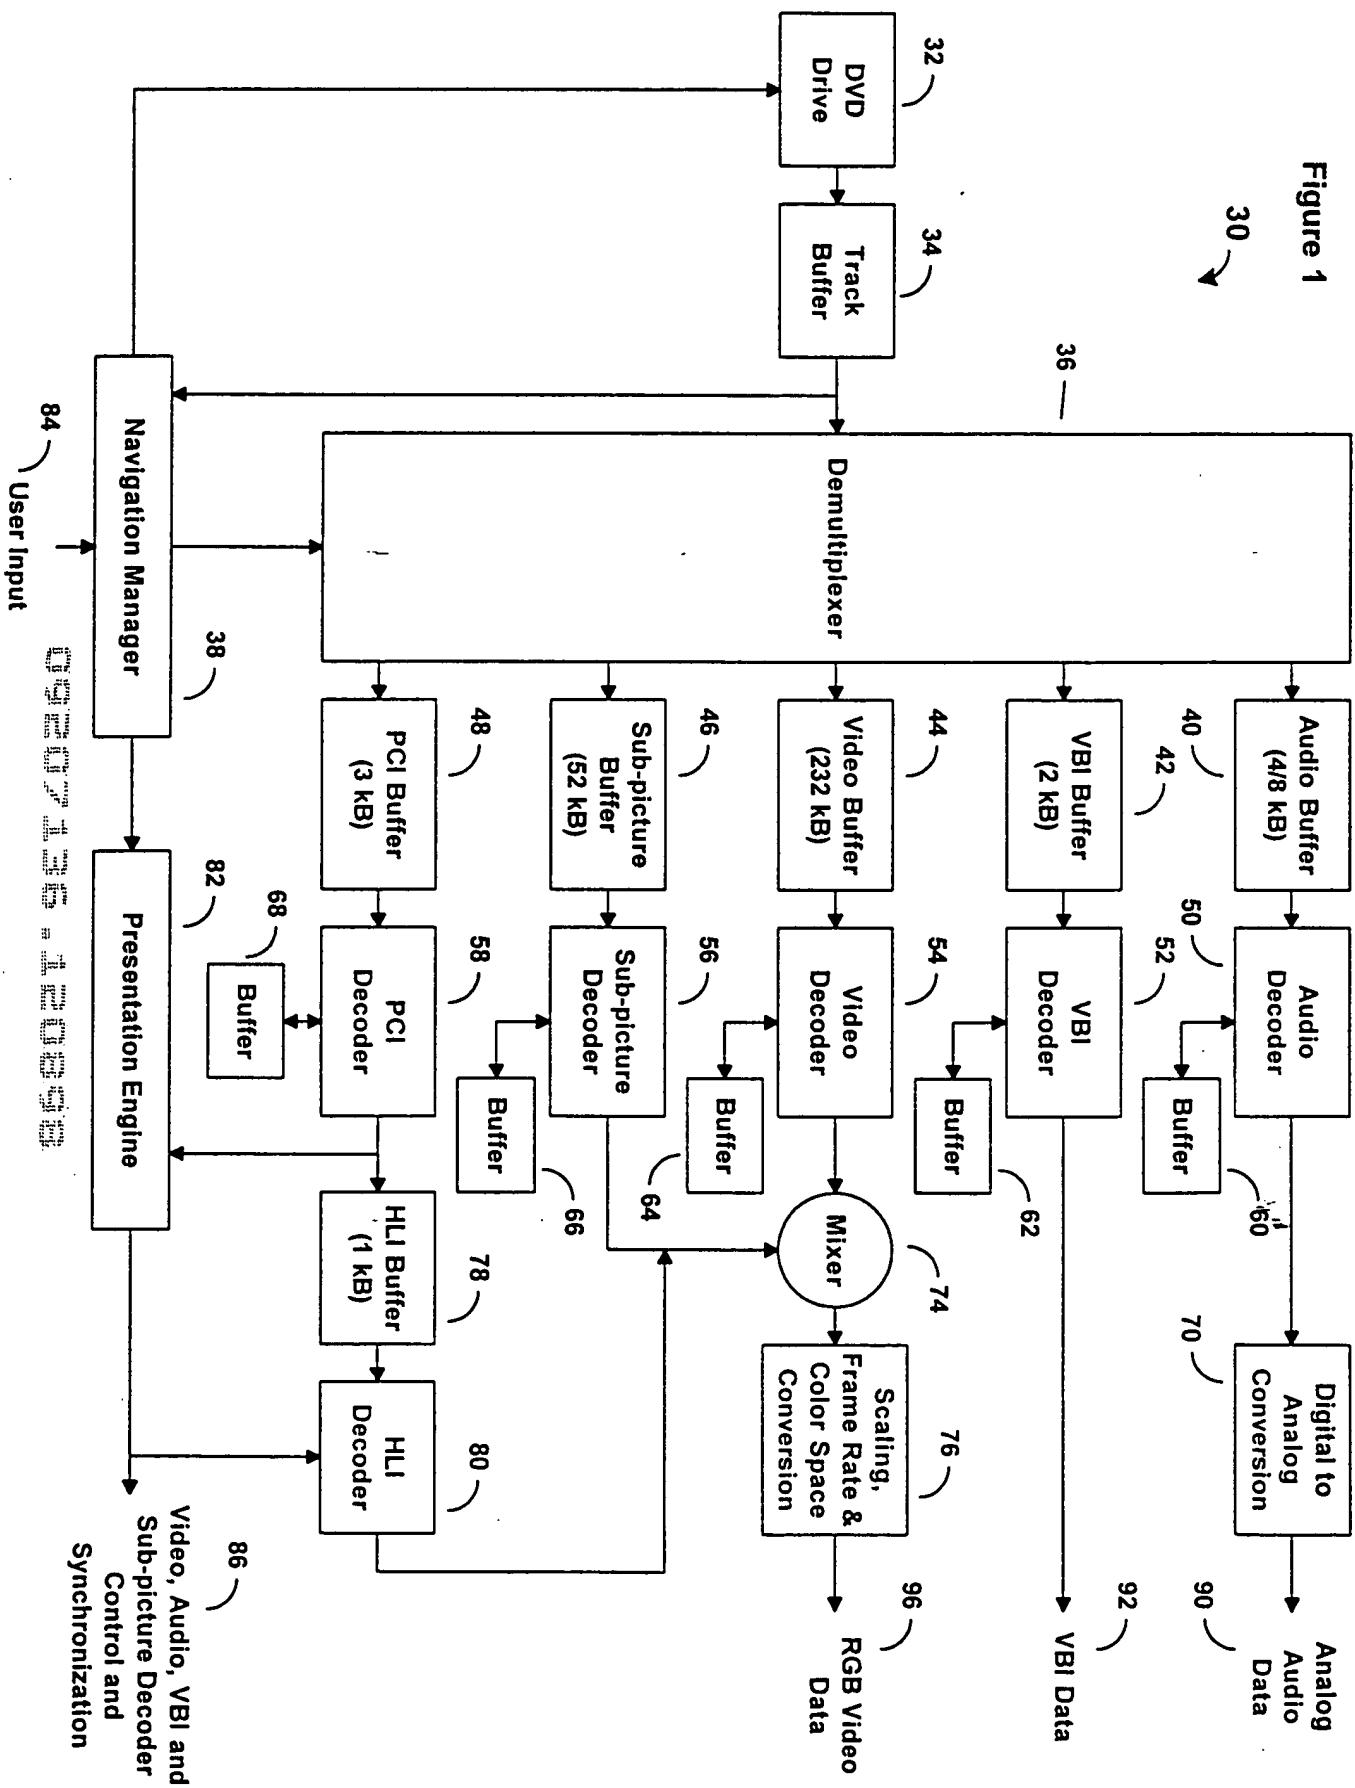 Figure 1
30
32
DVD
Drive
34
Track
Buffer
36
Demultiplexer
40
Audio Buffer
(4/8 kB)
50
Audio
Decoder
Buffer
60
70
Digital to
Analog
Conversion
90
Analog
Audio
Data
42
VBI Buffer
(2 kB)
52
VBI
Decoder
Buffer
62
92
VBI Data
44
Video Buffer
(232 kB)
54
Video
Decoder
Buffer
64
74
Mixer
76
Scaling,
Frame Rate &
Color Space
Conversion
96
RGB Video
Data
46
Sub-picture
Buffer
(52 kB)
56
Sub-picture
Decoder
Buffer
66
48
PCI Buffer
(3 kB)
58
PCI
Decoder
68
Buffer
78
HLI Buffer
(1 kB)
80
HLI
Decoder
38
Navigation Manager
84
User Input
82
Presentation Engine
86
Video, Audio, VBI and
Sub-picture Decoder
Control and
Synchronization
09207136.120898